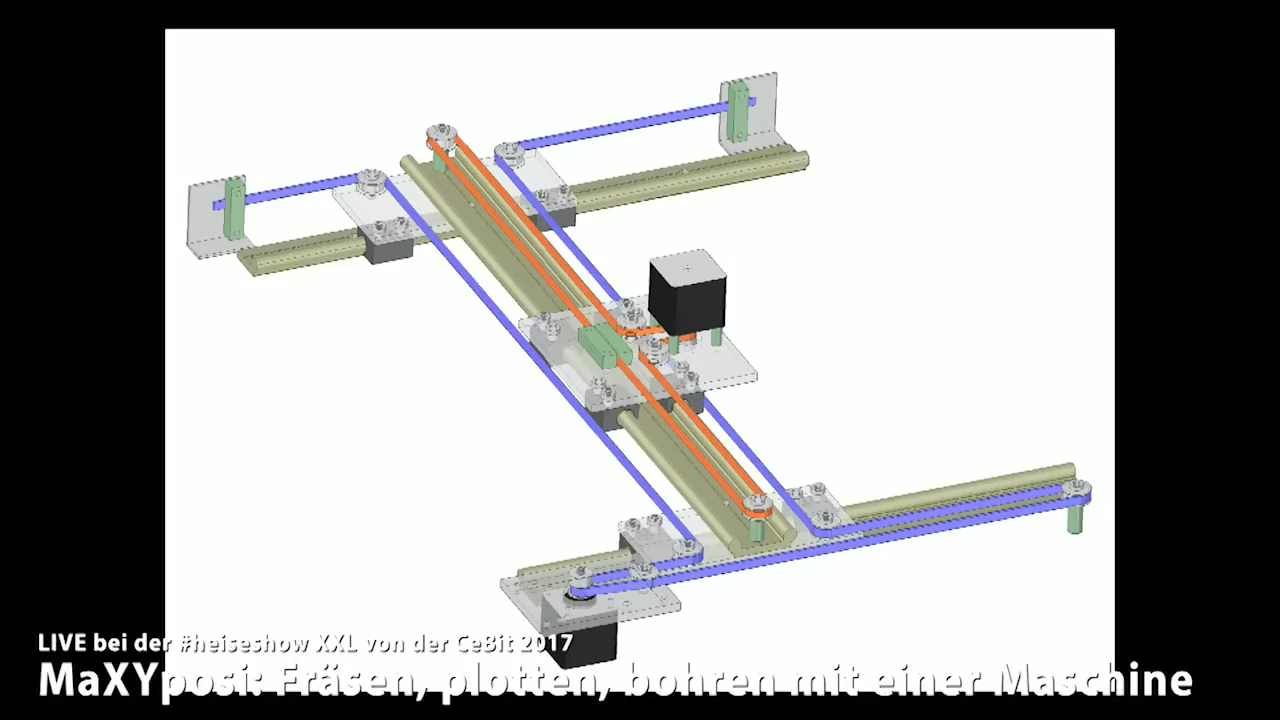 LIVE bei der #heiseshow XXL von der CeBit 2017
MaXYposi: Fräsen, plotten, bohren mit einer Maschine